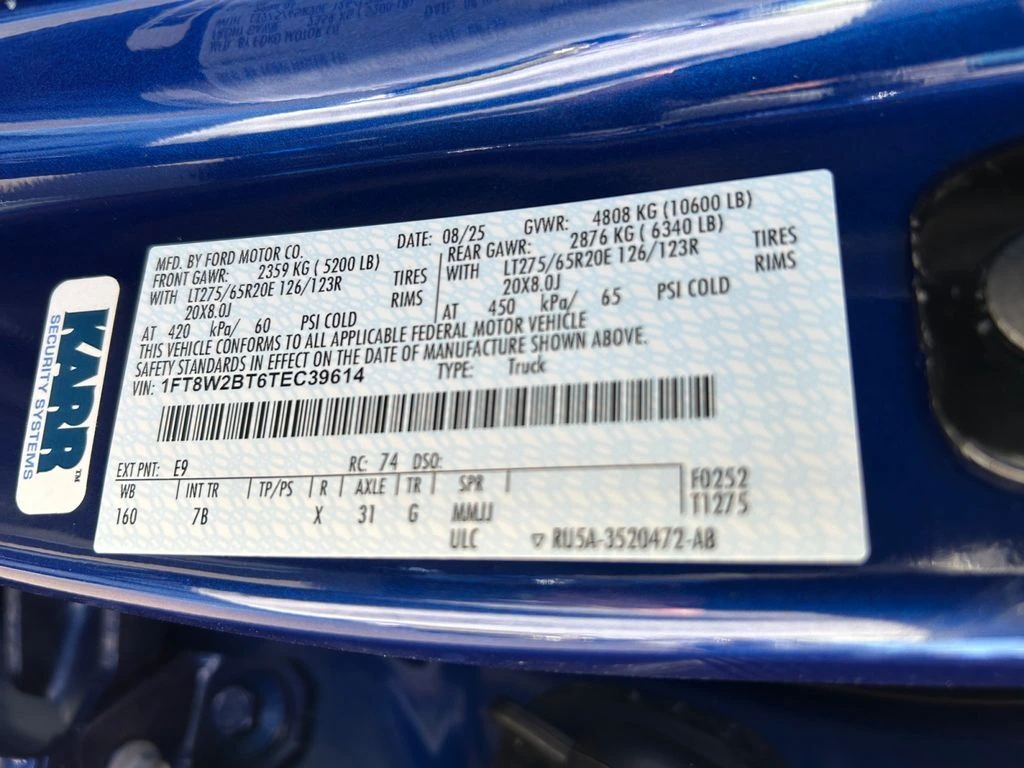 MFD. BY FORD MOTOR CO.
DATE: 08/25
GVWR: 4808 KG (10600 LB)
FRONT GAWR: 2359 KG ( 5200 LB)
REAR GAWR: 2876 KG ( 6340 LB)
WITH LT275/65R20E 126/123R TIRES
WITH LT275/65R20E 126/123R TIRES
20X8.0J RIMS
20X8.0J RIMS
AT 420 kPa/ 60 PSI COLD
AT 450 kPa/ 65 PSI COLD
THIS VEHICLE CONFORMS TO ALL APPLICABLE FEDERAL MOTOR VEHICLE
SAFETY STANDARDS IN EFFECT ON THE DATE OF MANUFACTURE SHOWN ABOVE.
VIN: 1FT8W2BT6TEC39614
TYPE: Truck
EXT PNT: E9 RC: 74 DSO:
WB INT TR TP/PS R AXLE TR SPR
160 7B X 31 G MMJJ
F0252
T1275
ULC ▽ RU5A-3520472-AB
KARR™
SECURITY SYSTEMS